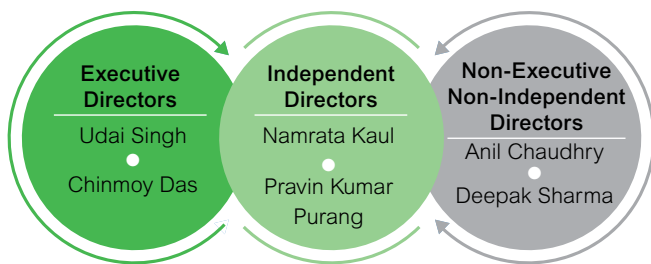 Executive
Directors
Udai Singh
Chinmoy Das
Independent
Directors
Namrata Kaul
Pravin Kumar
Purang
Non-Executive
Non-Independent
Directors
Anil Chaudhry
Deepak Sharma